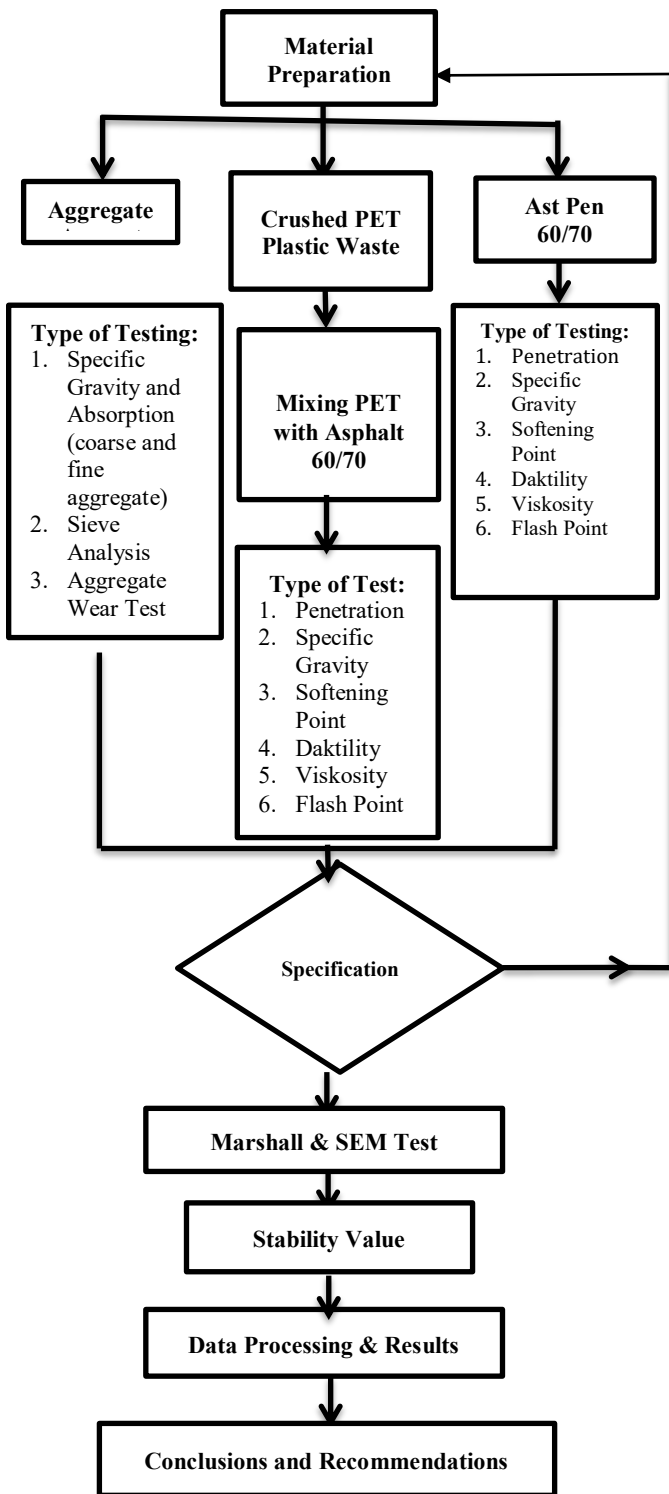 Material
Preparation
Aggregate
Crushed PET
Plastic Waste
Ast Pen
60/70
Type of Testing:
1. Specific
Gravity and
Absorption
(coarse and
fine
aggregate)
2. Sieve
Analysis
3. Aggregate
Wear Test
Mixing PET
with Asphalt
60/70
Type of Testing:
1. Penetration
2. Specific
Gravity
3. Softening
Point
4. Daktility
5. Viskosity
6. Flash Point
Type of Test:
1. Penetration
2. Specific
Gravity
3. Softening
Point
4. Daktility
5. Viskosity
6. Flash Point
Specification
Marshall & SEM Test
Stability Value
Data Processing & Results
Conclusions and Recommendations